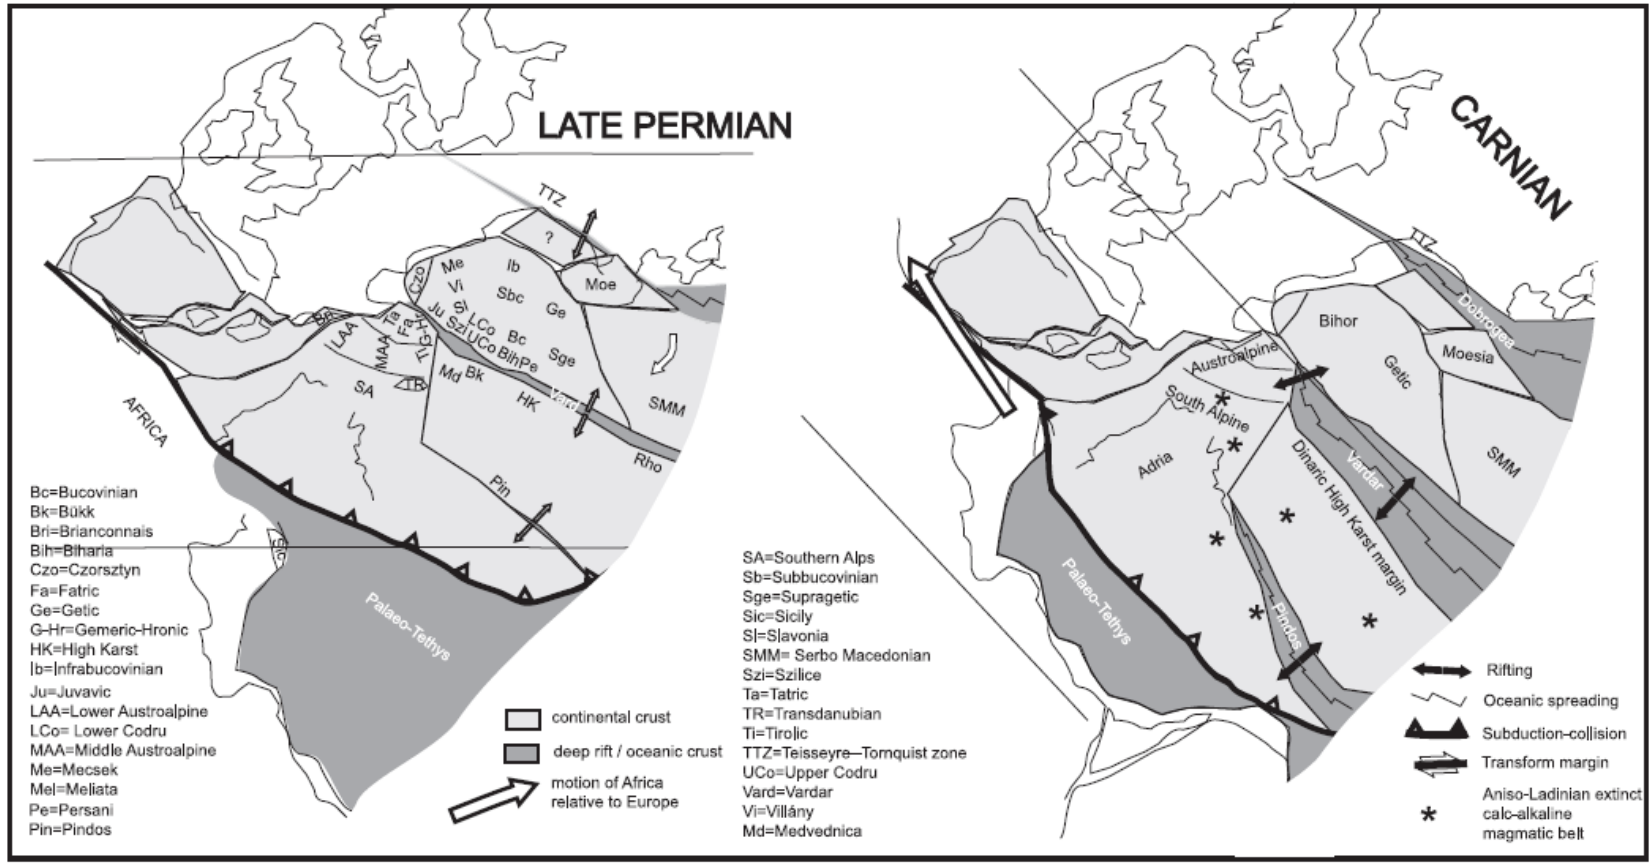 LATE PERMIAN
TTZ
?
Moe
Czo
Me
Ib
Vi
Sbc
Ge
Sl
Ju
Szi
LCo
UCo
Bc
Bih
Pe
Sge
Bri
LAA
Ta
Fa
G-Hr
Ti
MAA
TR
SA
Md
Bk
HK
Vard
SMM
Rho
Pin
AFRICA
Sic
Palaeo-Tethys
Bc=Bucovinian
Bk=Bükk
Bri=Brianconnais
Bih=Biharia
Czo=Czorsztyn
Fa=Fatric
Ge=Getic
G-Hr=Gemeric-Hronic
HK=High Karst
Ib=Infrabucovinian
Ju=Juvavic
LAA=Lower Austroalpine
LCo= Lower Codru
MAA=Middle Austroalpine
Me=Mecsek
Mel=Meliata
Pe=Persani
Pin=Pindos
continental crust
deep rift / oceanic crust
motion of Africa
relative to Europe
SA=Southern Alps
Sb=Subbucovinian
Sge=Supragetic
Sic=Sicily
Sl=Slavonia
SMM= Serbo Macedonian
Szi=Szilice
Ta=Tatric
TR=Transdanubian
Ti=Tirolic
TTZ=Teisseyre—Tornquist zone
UCo=Upper Codru
Vard=Vardar
Vi=Villány
Md=Medvednica
CARNIAN
TTZ
Dobrogea
Bihor
Moesia
Getic
Austroalpine
South Alpine
Adria
SMM
Vardar
Dinaric High Karst margin
Pindos
Palaeo-Tethys
Rifting
Oceanic spreading
Subduction-collision
Transform margin
Aniso-Ladinian extinct
calc-alkaline
magmatic belt